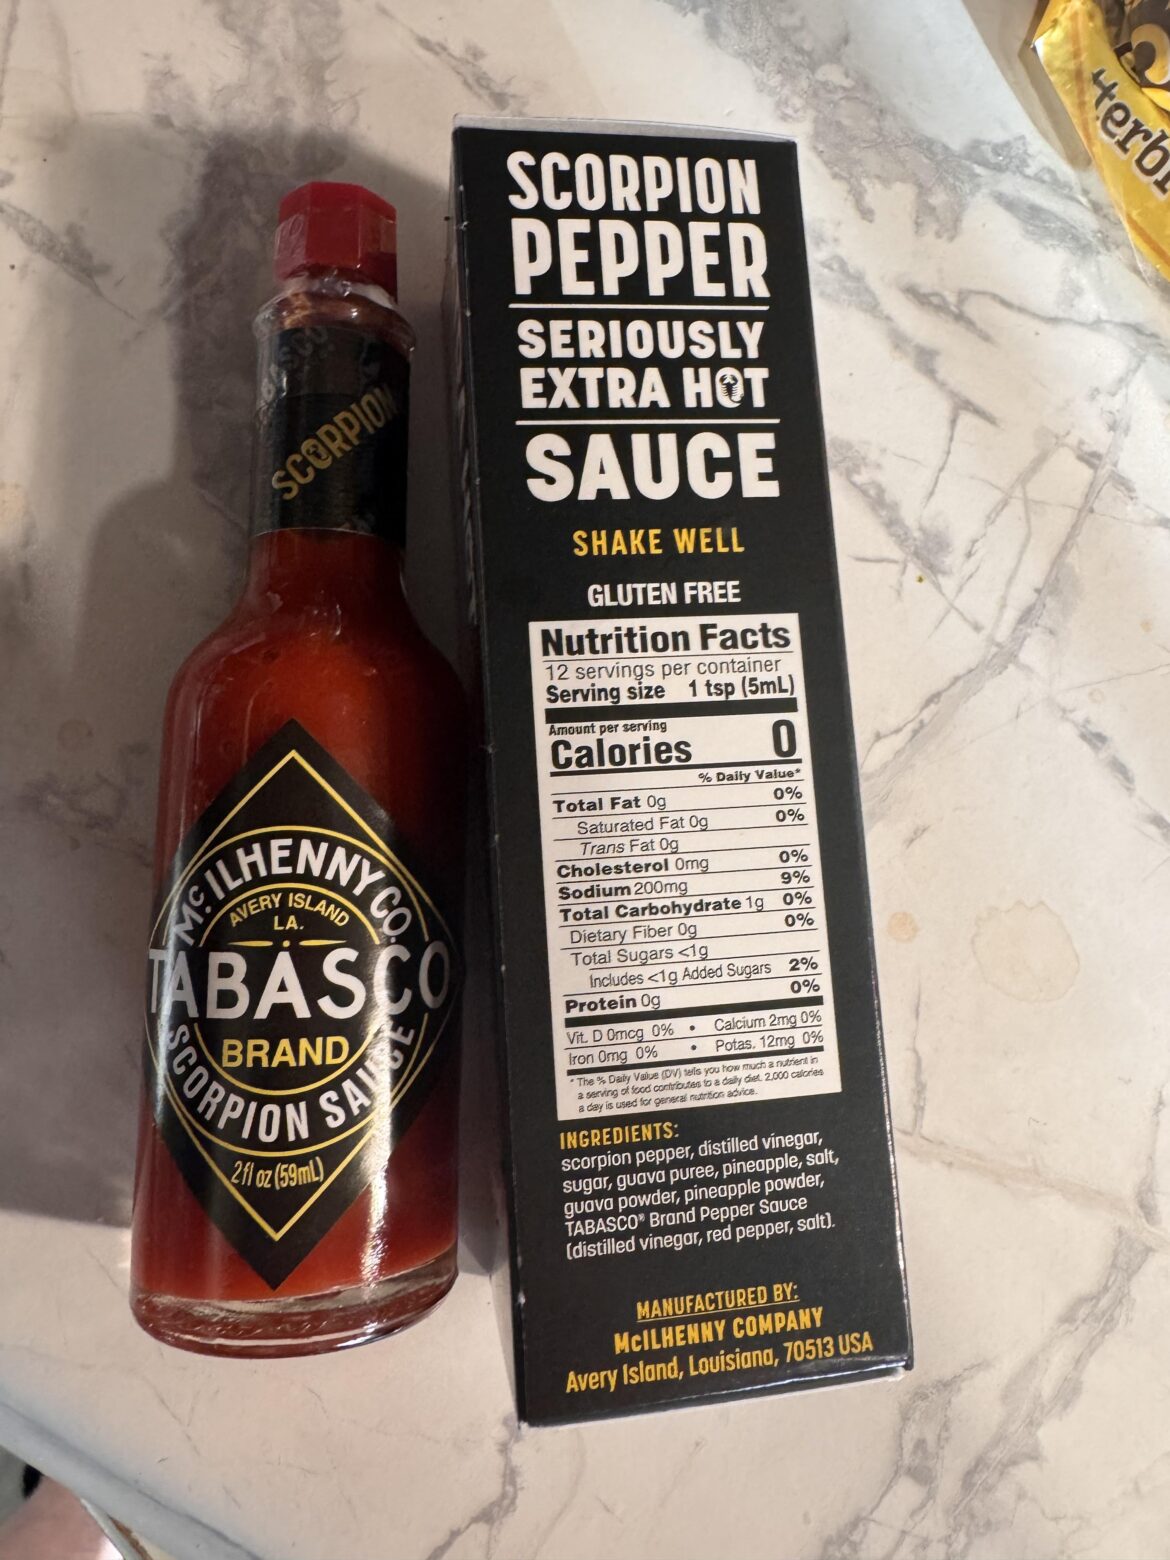 SCORPION
McILHENNY CO.
AVERY ISLAND
LA.
TABASCO
BRAND
SCORPION SAUCE
2 fl oz (59mL)
SCORPION
PEPPER
SERIOUSLY
EXTRA HOT
SAUCE
SHAKE WELL
GLUTEN FREE
Nutrition Facts
12 servings per container
Serving size 1 tsp (5mL)
Amount per serving
Calories 0
% Daily Value*
Total Fat 0g 0%
Saturated Fat 0g 0%
Trans Fat 0g
Cholesterol 0mg 0%
Sodium 200mg 9%
Total Carbohydrate 1g 0%
Dietary Fiber 0g 0%
Total Sugars <1g
Includes <1g Added Sugars 2%
Protein 0g 0%
Vit. D 0mcg 0% • Calcium 2mg 0%
Iron 0mg 0% • Potas. 12mg 0%
* The % Daily Value (DV) tells you how much a nutrient in
a serving of food contributes to a daily diet. 2,000 calories
a day is used for general nutrition advice.
INGREDIENTS:
scorpion pepper, distilled vinegar,
sugar, guava puree, pineapple, salt,
guava powder, pineapple powder,
TABASCO® Brand Pepper Sauce
(distilled vinegar, red pepper, salt).
MANUFACTURED BY:
McILHENNY COMPANY
Avery Island, Louisiana, 70513 USA